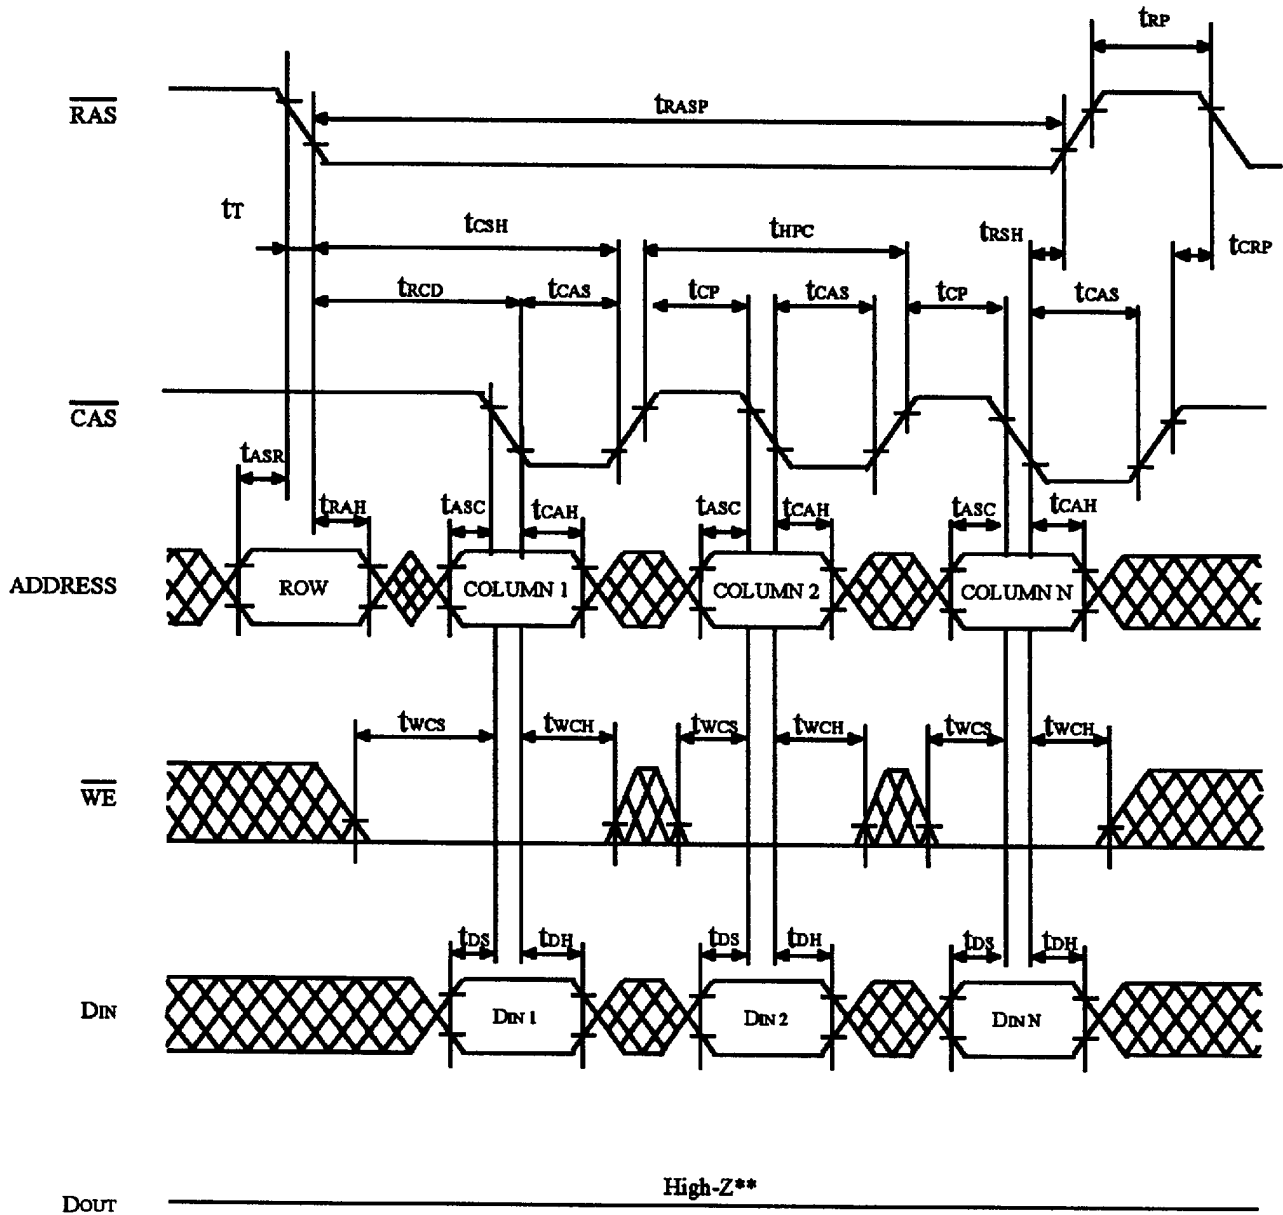 tRP
RAS
tRASP
tT
tCSH
tHPC
tRSH
tCRP
tRCD
tCAS
tCP
tCAS
tCP
tCAS
CAS
tASR
tRAH
tASC
tCAH
tASC
tCAH
tASC
tCAH
ADDRESS
ROW
COLUMN 1
COLUMN 2
COLUMN N
tWCS
tWCH
tWCS
tWCH
tWCS
tWCH
WE
tDS
tDH
tDS
tDH
tDS
tDH
DIN
DIN 1
DIN 2
DIN N
High-Z**
DOUT